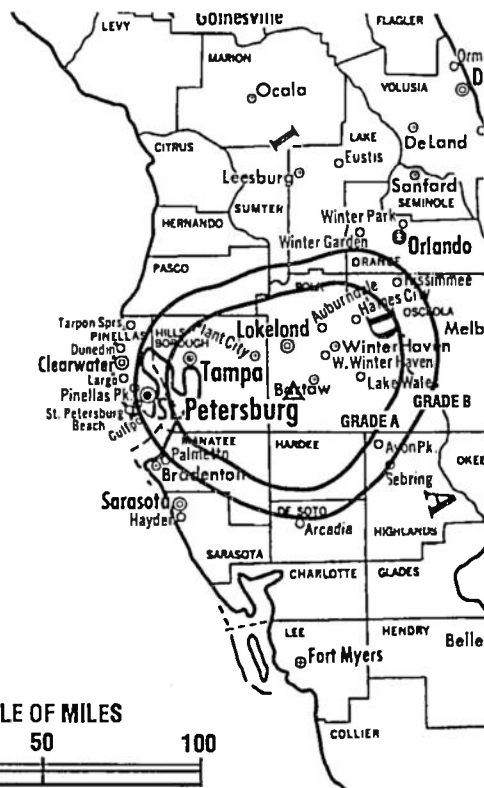 LEVY
Gainesville
FLAGLER
MARION
Orm
D
Ocala
VOLUSIA
CITRUS
LAKE
DeLand
Eustis
Leesburg
Sanford
SEMINOLE
SUMTER
HERNANDO
Winter Park
Winter Garden
Orlando
PASCO
ORANGE
Kissimmee
POLK
Auburndale
Haines City
OSCEOLA
Tarpon Sprs.
PINELLAS
HILLSBOROUGH
Plant City
Lakeland
Melb
Dunedin
Clearwater
Tampa
Winter Haven
W. Winter Haven
Largo
Bartow
Lake Wale
Pinellas Pk.
St. Petersburg
GRADE B
St. Petersburg
Beach
Gulfport
GRADE A
MANATEE
HARDEE
Palmetto
Avon Pk.
Bradenton
OKEE
Sebring
Sarasota
Hayden
DE SOTO
Arcadia
HIGHLANDS
SARASOTA
CHARLOTTE
GLADES
LEE
HENDRY
Belle
Fort Myers
COLLIER
LE OF MILES
50
100